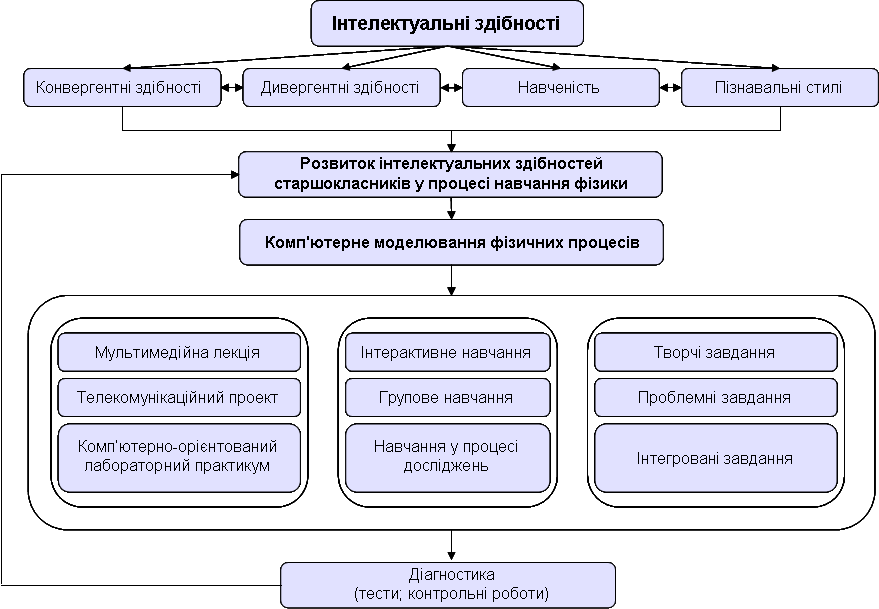 Інтелектуальні здібності
Конвергентні здібності
Дивергентні здібності
Навченість
Пізнавальні стилі
Розвиток інтелектуальних здібностей
старшокласників у процесі навчання фізики
Комп'ютерне моделювання фізичних процесів
Мультимедійна лекція
Телекомунікаційний проект
Комп'ютерно-орієнтований
лабораторний практикум
Інтерактивне навчання
Групове навчання
Навчання у процесі
досліджень
Творчі завдання
Проблемні завдання
Інтегровані завдання
Діагностика
(тести; контрольні роботи)